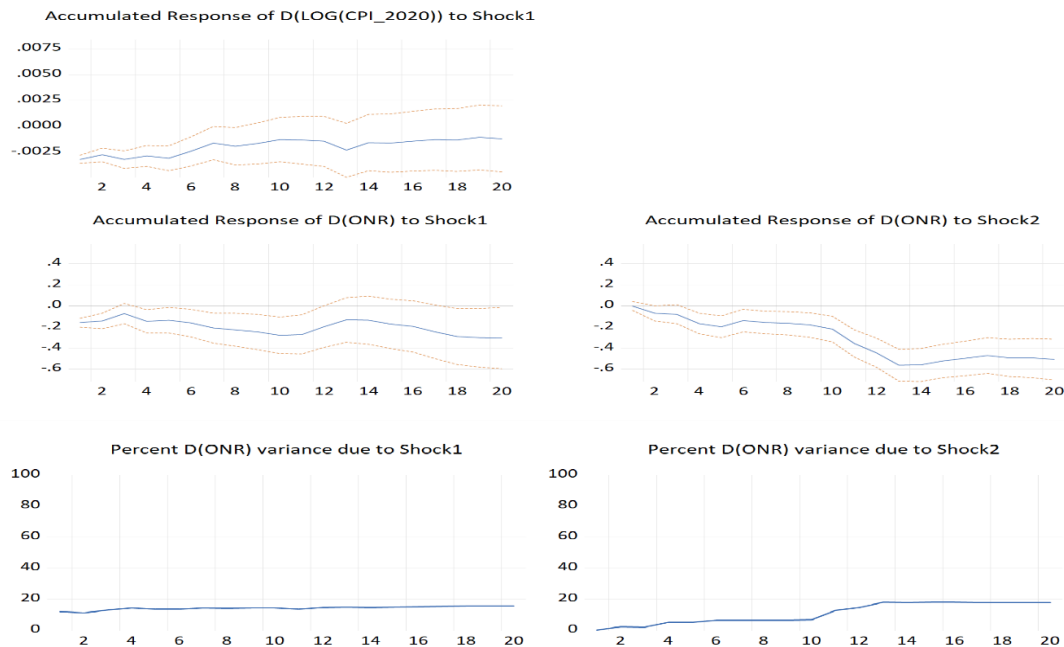 Accumulated Response of D(LOG(CPI_2020)) to Shock1
.0075
.0050
.0025
.0000
-.0025
2 4 6 8 10 12 14 16 18 20
Accumulated Response of D(ONR) to Shock1
.4
.2
.0
-.2
-.4
-.6
2 4 6 8 10 12 14 16 18 20
Accumulated Response of D(ONR) to Shock2
.4
.2
.0
-.2
-.4
-.6
2 4 6 8 10 12 14 16 18 20
Percent D(ONR) variance due to Shock1
100
80
60
40
20
0
2 4 6 8 10 12 14 16 18 20
Percent D(ONR) variance due to Shock2
100
80
60
40
20
0
2 4 6 8 10 12 14 16 18 20